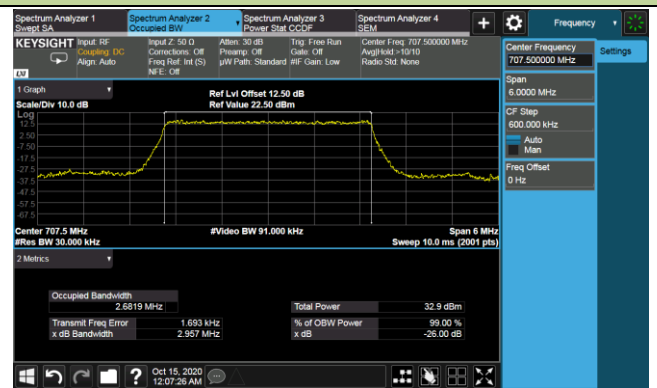 Spectrum Analyzer 1
Swept SA
Spectrum Analyzer 2
Occupied BW
Spectrum Analyzer 3
Power Stat CCDF
Spectrum Analyzer 4
SEM
Frequency
KEYSIGHT
Input: RF
Coupling: DC
Align: Auto
Input Z: 50 Ω
Corrections: Off
Freq Ref: Int (S)
NFE: Off
Atten: 30 dB
Preamp: Off
µW Path: Standard
Trig: Free Run
Gate: Off
#IF Gain: Low
Center Freq: 707.500000 MHz
Avg|Hold:>10/10
Radio Std: None
LXI
Center Frequency
707.500000 MHz
Settings
Span
6.0000 MHz
CF Step
600.000 kHz
Auto
Man
Freq Offset
0 Hz
1 Graph
Scale/Div 10.0 dB
Ref Lvl Offset 12.50 dB
Ref Value 22.50 dBm
Log
12.5
2.50
-7.50
-17.5
-27.5
-37.5
-47.5
-57.5
-67.5
Center 707.5 MHz
#Res BW 30.000 kHz
#Video BW 91.000 kHz
Span 6 MHz
Sweep 10.0 ms (2001 pts)
2 Metrics
Occupied Bandwidth
2.6819 MHz
Total Power 32.9 dBm
Transmit Freq Error 1.693 kHz
% of OBW Power 99.00 %
x dB Bandwidth 2.957 MHz
x dB -26.00 dB
Oct 15, 2020
12:07:26 AM